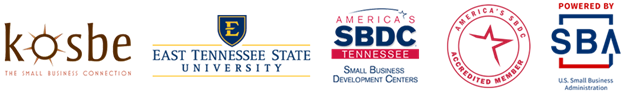 kosbe
THE SMALL BUSINESS CONNECTION
E
EAST TENNESSEE STATE
UNIVERSITY
AMERICA'S
SBDC
TENNESSEE
SMALL BUSINESS
DEVELOPMENT CENTERS
AMERICA'S SBDC
ACCREDITED MEMBER
POWERED BY
SBA
U.S. Small Business
Administration